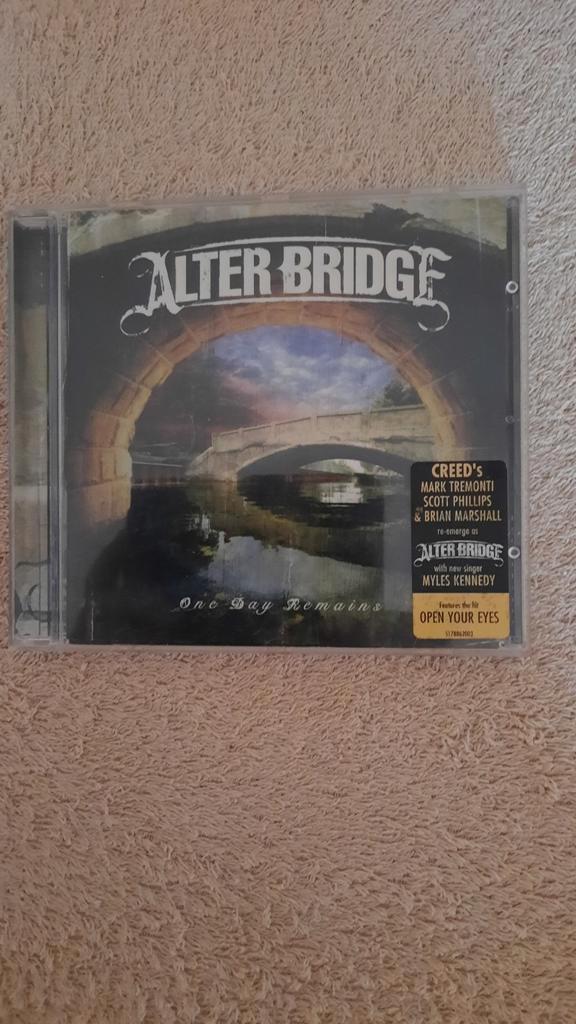 ALTER BRIDGE
One Day Remains
CREED's
MARK TREMONTI
SCOTT PHILLIPS
& BRIAN MARSHALL
re-emerge as
ALTER BRIDGE
with new singer
MYLES KENNEDY
Features the hit
OPEN YOUR EYES